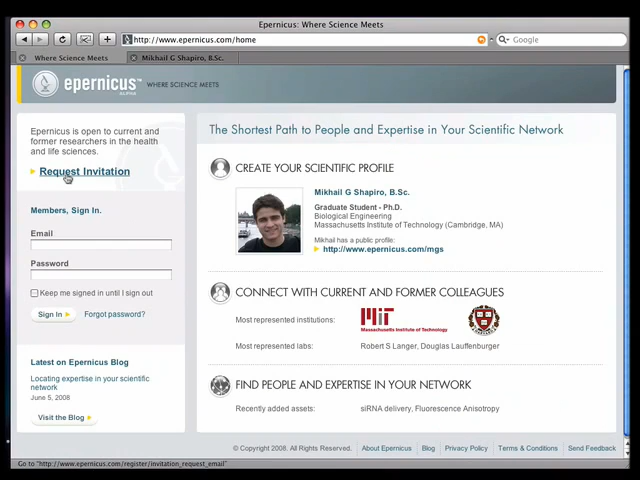 Epernicus: Where Science Meets
http://www.epernicus.com/home
Google
Where Science Meets
Mikhail G Shapiro, B.Sc.
epernicus™ WHERE SCIENCE MEETS
ALPHA
Epernicus is open to current and
former researchers in the health
and life sciences.
Request Invitation
Members, Sign In.
Email
Password
Keep me signed in until I sign out
Sign In
Forgot password?
Latest on Epernicus Blog
Locating expertise in your scientific
network
June 5, 2008
Visit the Blog
The Shortest Path to People and Expertise in Your Scientific Network
CREATE YOUR SCIENTIFIC PROFILE
Mikhail G Shapiro, B.Sc.
Graduate Student - Ph.D.
Biological Engineering
Massachusetts Institute of Technology (Cambridge, MA)
Mikhail has a public profile:
http://www.epernicus.com/mgs
CONNECT WITH CURRENT AND FORMER COLLEAGUES
Most represented institutions:
MIT
Massachusetts Institute of Technology
Most represented labs: Robert S Langer, Douglas Lauffenburger
FIND PEOPLE AND EXPERTISE IN YOUR NETWORK
Recently added assets: siRNA delivery, Fluorescence Anisotropy
© Copyright 2008. All Rights Reserved. About Epernicus Blog Privacy Policy Terms & Conditions Send Feedback
Go to "http://www.epernicus.com/register/invitation_request_email"